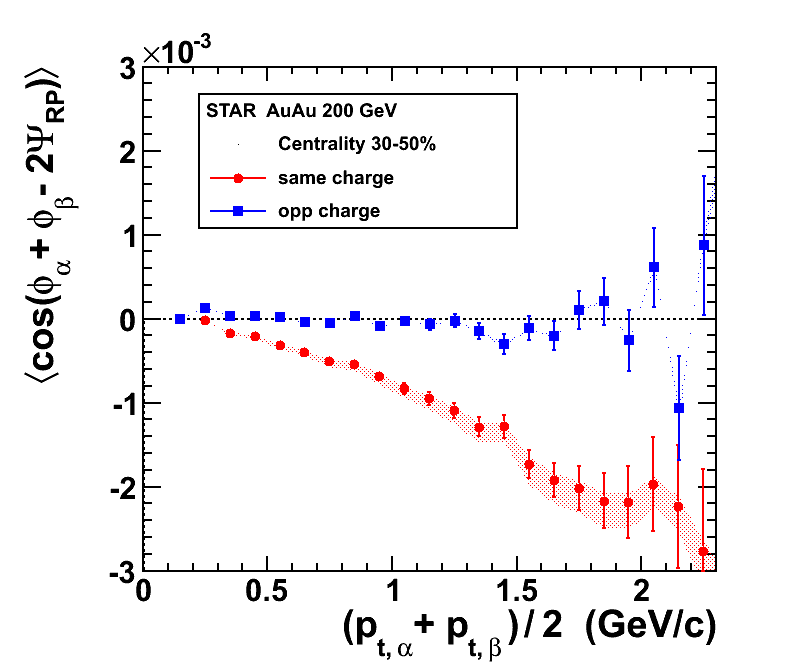 ×10⁻³
⟨cos(ϕα + ϕβ - 2ΨRP)⟩
3
2
1
0
-1
-2
-3
STAR AuAu 200 GeV
Centrality 30-50%
same charge
opp charge
0 0.5 1 1.5 2
(pt,α + pt,β)/2 (GeV/c)